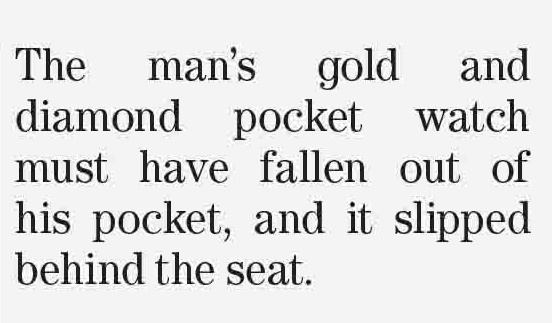 The man’s gold and
diamond pocket watch
must have fallen out of
his pocket, and it slipped
behind the seat.